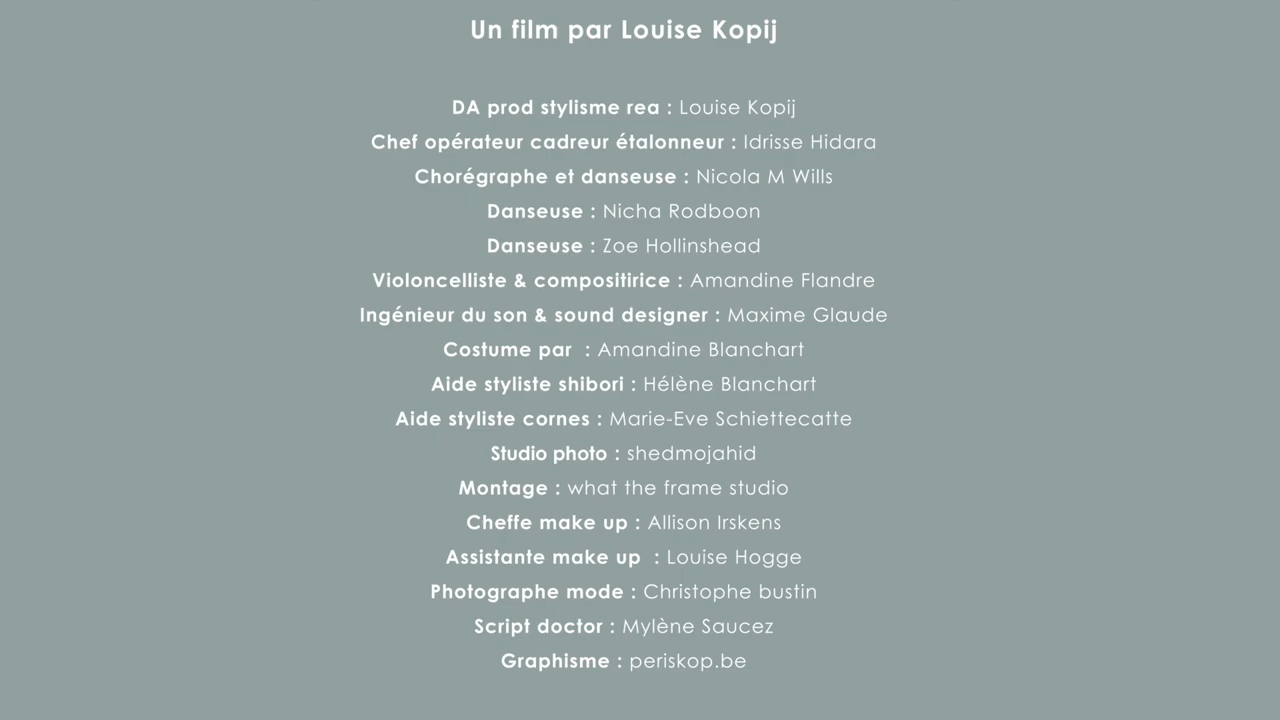 Un film par Louise Kopij
DA prod stylisme rea : Louise Kopij
Chef opérateur cadreur étalonneur : Idrisse Hidara
Chorégraphe et danseuse : Nicola M Wills
Danseuse : Nicha Rodboon
Danseuse : Zoe Hollinshead
Violoncelliste & compositirice : Amandine Flandre
Ingénieur du son & sound designer : Maxime Glaude
Costume par  : Amandine Blanchart
Aide styliste shibori : Hélène Blanchart
Aide styliste cornes : Marie-Eve Schiettecatte
Studio photo : shedmojahid
Montage : what the frame studio
Cheffe make up : Allison Irskens
Assistante make up  : Louise Hogge
Photographe mode : Christophe bustin
Script doctor : Mylène Saucez
Graphisme : periskop.be